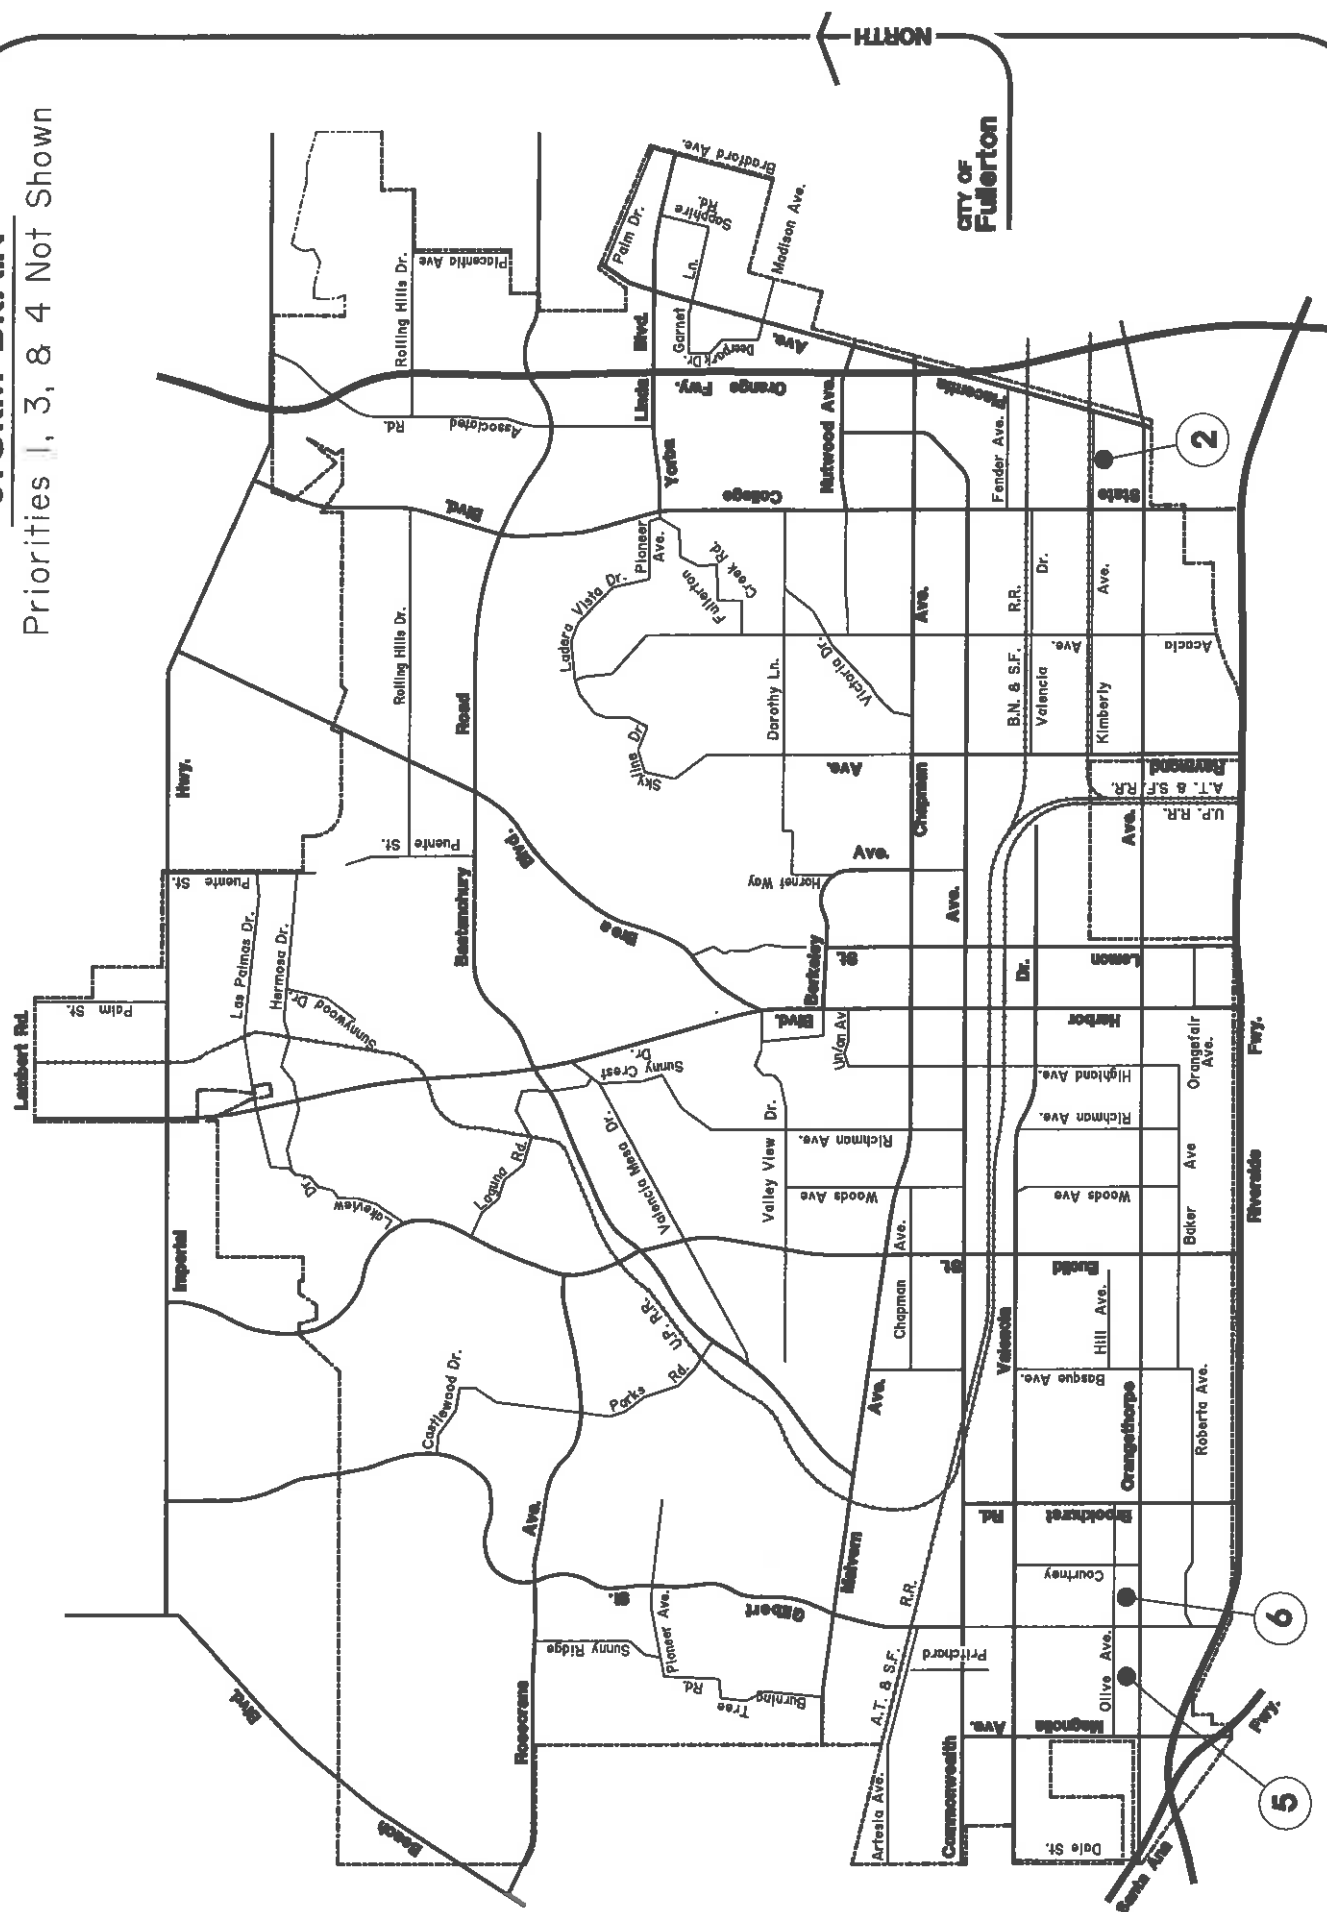 Priorities 1, 3, & 4 Not Shown
NORTH
CITY OF
Fullerton
Lambert Rd.
Palm St.
Imperial
Hwy.
Puente St.
Las Palmas Dr.
Hermosa Dr.
Sunnywood Dr.
Lakeview Dr.
Rolling Hills Dr.
Rolling Hills Dr.
Placentia Ave
Associated Rd.
Puente St.
Bastanchury
Road
Brea
Blvd.
Beach
Blvd.
Castlewood Dr.
Laguna Rd.
Sunny Crest Dr.
Valencia Mesa Dr.
U.P. R.R.
Parks Rd.
Rosecrans
Ave.
Sunny Ridge
Pioneer Ave.
Burning Tree Rd.
Gilbert
St.
Malvern
Ave.
Skyline Dr.
Ladera Vista Dr.
Pioneer Ave.
Fullerton Creek Rd.
Yorba
Linda
Blvd.
College
Blvd.
Palm Dr.
Bradford Ave.
Sapphire Rd.
Garnet Ln.
Deerpark Dr.
Madison Ave.
Placentia
Ave.
Orange Fwy.
Nutwood Ave.
State
Dorothy Ln.
Victoria Dr.
Hornet Way
Berkeley
Ave.
Union Av
Blvd.
St
Valley View Dr.
Richman Ave.
Woods Ave
Chapman
Ave.
Chapman Ave.
Commonwealth
Ave.
Artesia Ave.
A.T. & S.F. R.R.
Pritchard
B.N. & S.F. R.R.
Valencia Dr.
Fender Ave.
Kimberly Ave.
Acacia Ave.
Raymond
Ave.
A.T. & S.F. R.R.
U.P. R.R.
Lemon
Harbor
Highland Ave.
Richman Ave.
Woods Ave
Euclid
St.
Valencia
Dr.
Basque Ave.
Hill Ave.
Baker Ave
Orangefair Ave.
Orangethorpe
Ave.
Roberta Ave.
Brookhurst
Rd.
Courtney
Olive Ave.
Magnolia
Ave.
Dale St.
Riverside
Fwy.
Santa Ana
Fwy.
2
5
6